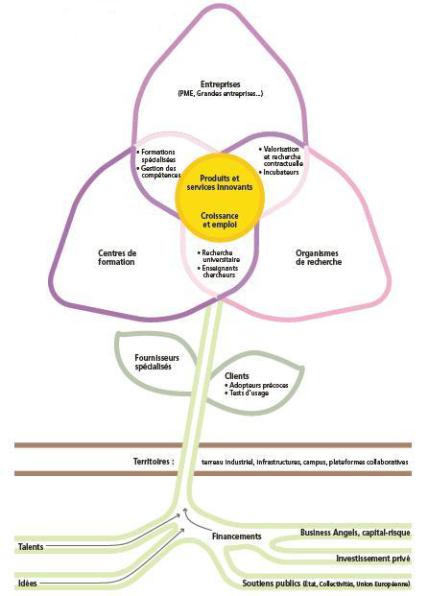 Entreprises
(PME, Grandes entreprises...)
• Formations
spécialisées
• Gestion des
compétences
• Valorisation
et recherche
contractuelle
• Incubateurs
Produits et
services innovants
Croissance
et emploi
Centres de
formation
• Recherche
universitaire
• Enseignants
chercheurs
Organismes
de recherche
Fournisseurs
spécialisés
Clients
• Adopteurs précoces
• Tests d'usage
Territoires : terreau industriel, infrastructures, campus, plateformes collaboratives
Talents
Idées
Financements
Business Angels, capital-risque
Investissement privé
Soutiens publics (État, Collectivités, Union Européenne)